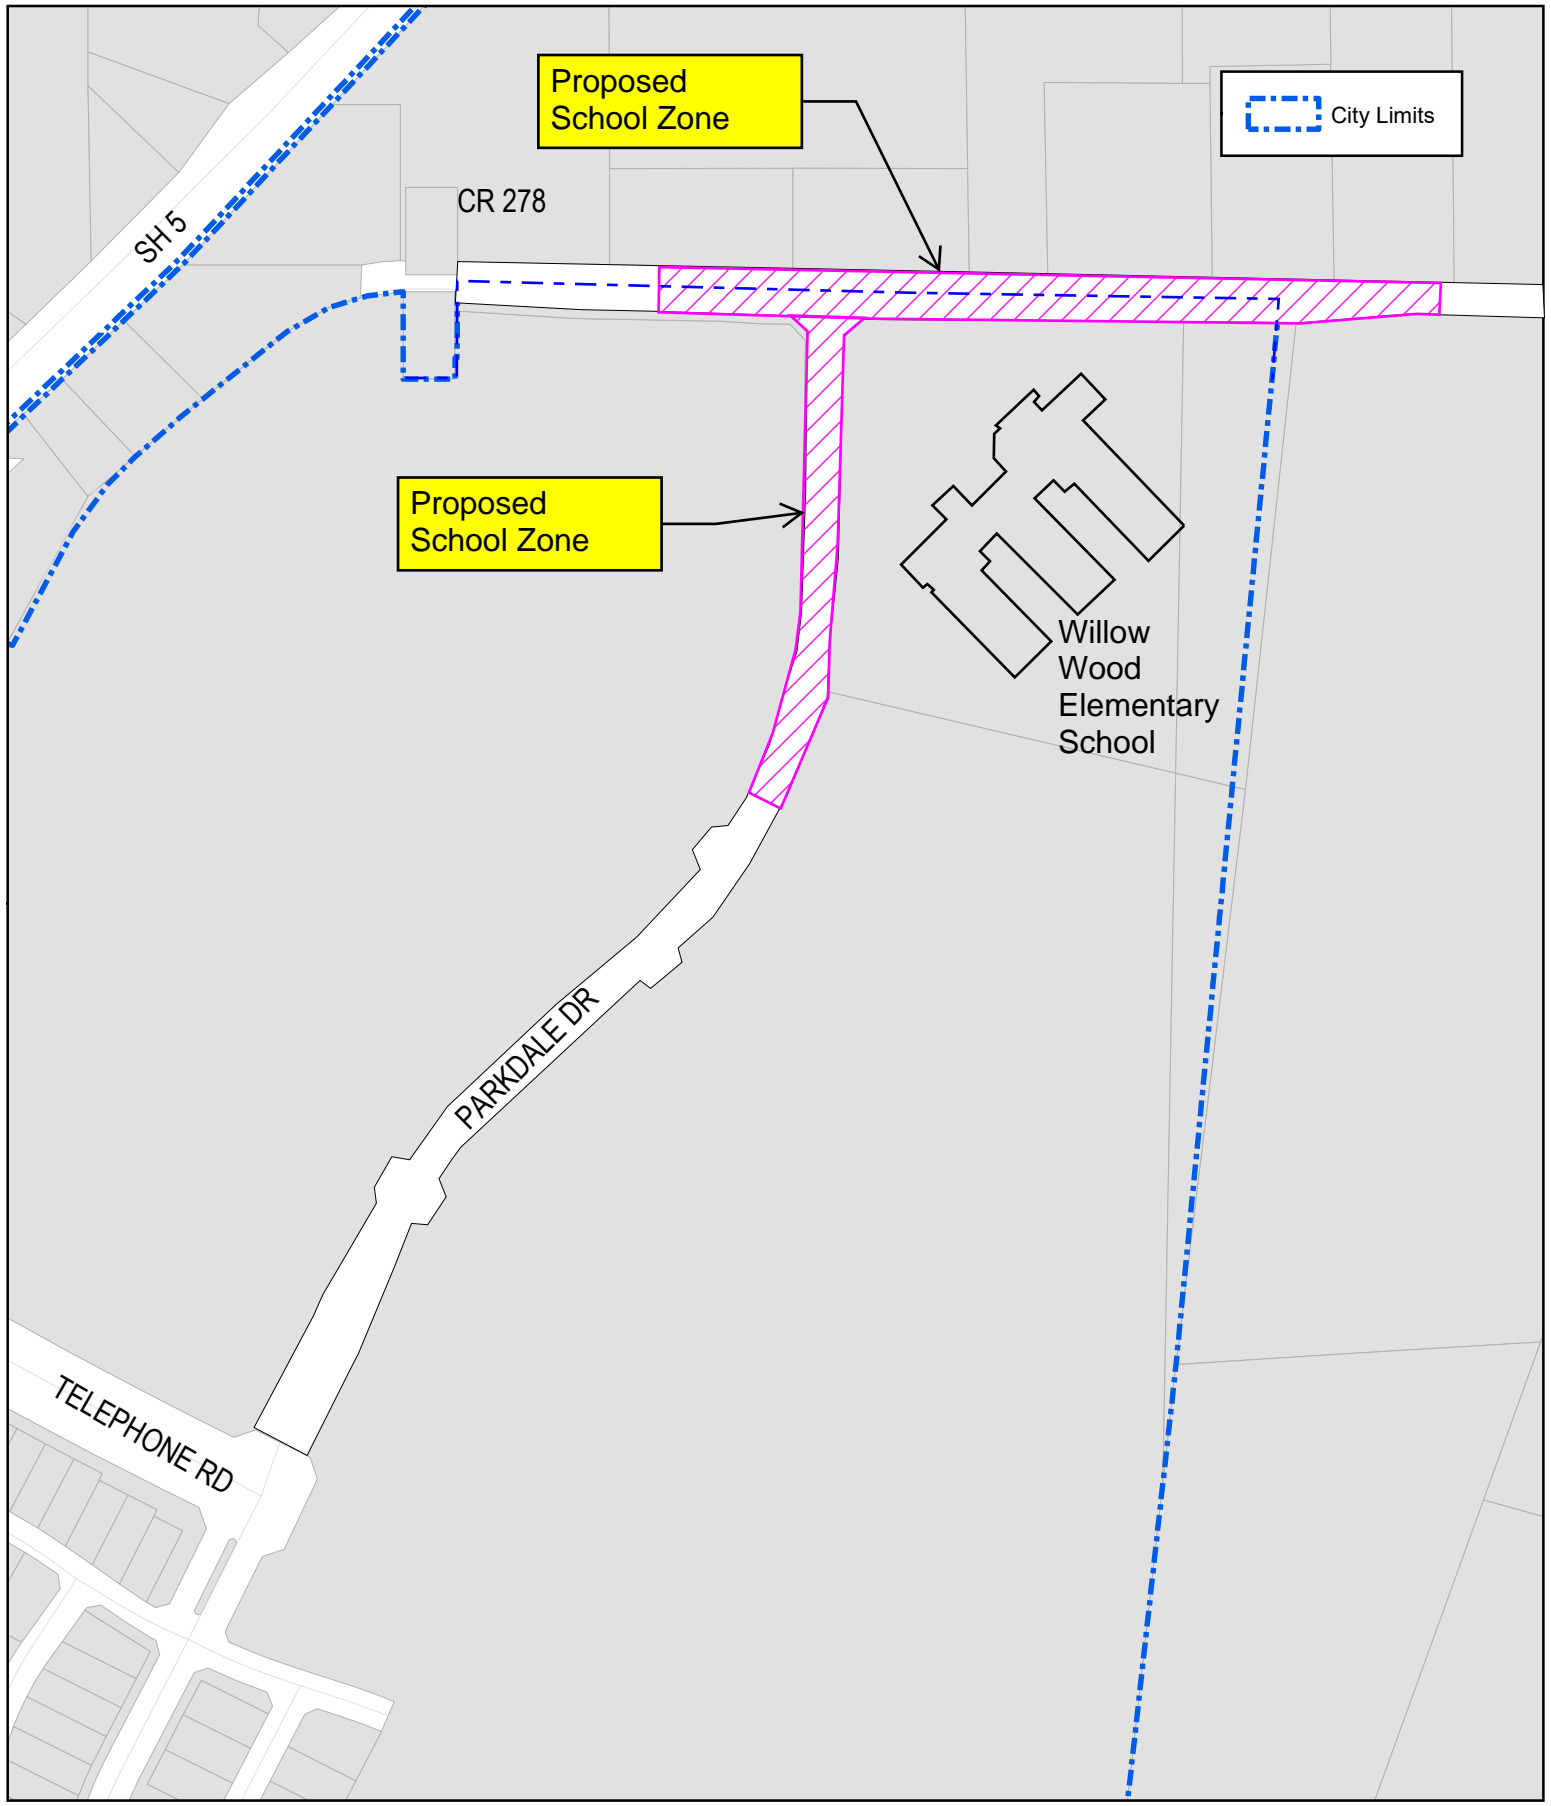 Proposed
School Zone
City Limits
CR 278
SH 5
Proposed
School Zone
Willow
Wood
Elementary
School
PARKDALE DR
TELEPHONE RD